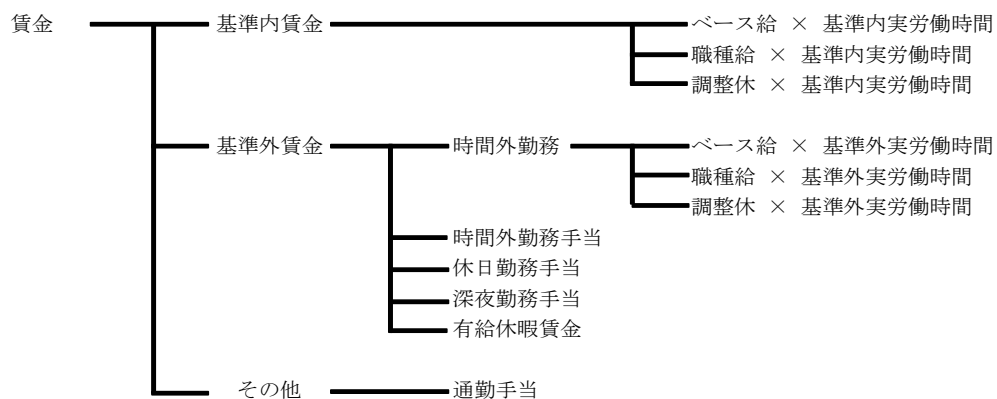 賃金 基準内賃金 ベース給 × 基準内実労働時間
職種給 × 基準内実労働時間
調整休 × 基準内実労働時間
基準外賃金 時間外勤務 ベース給 × 基準外実労働時間
職種給 × 基準外実労働時間
調整休 × 基準外実労働時間
時間外勤務手当
休日勤務手当
深夜勤務手当
有給休暇賃金
その他 通勤手当